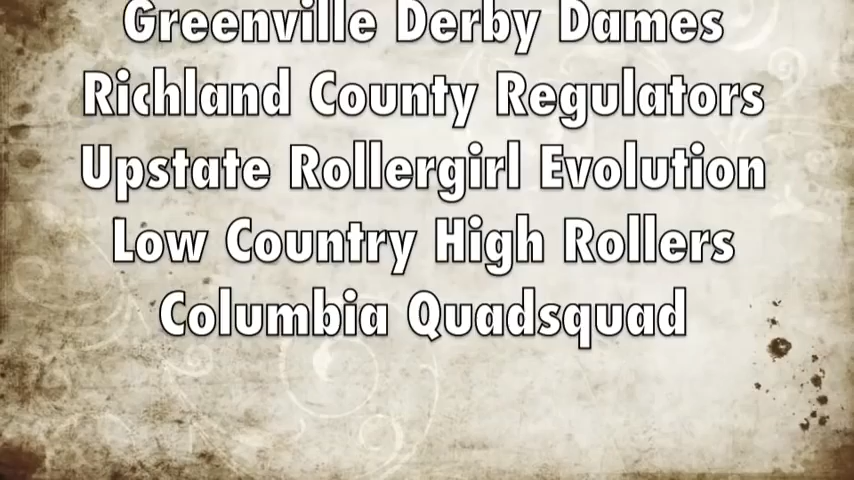 Greenville Derby Dames
Richland County Regulators
Upstate Rollergirl Evolution
Low Country High Rollers
Columbia Quadsquad